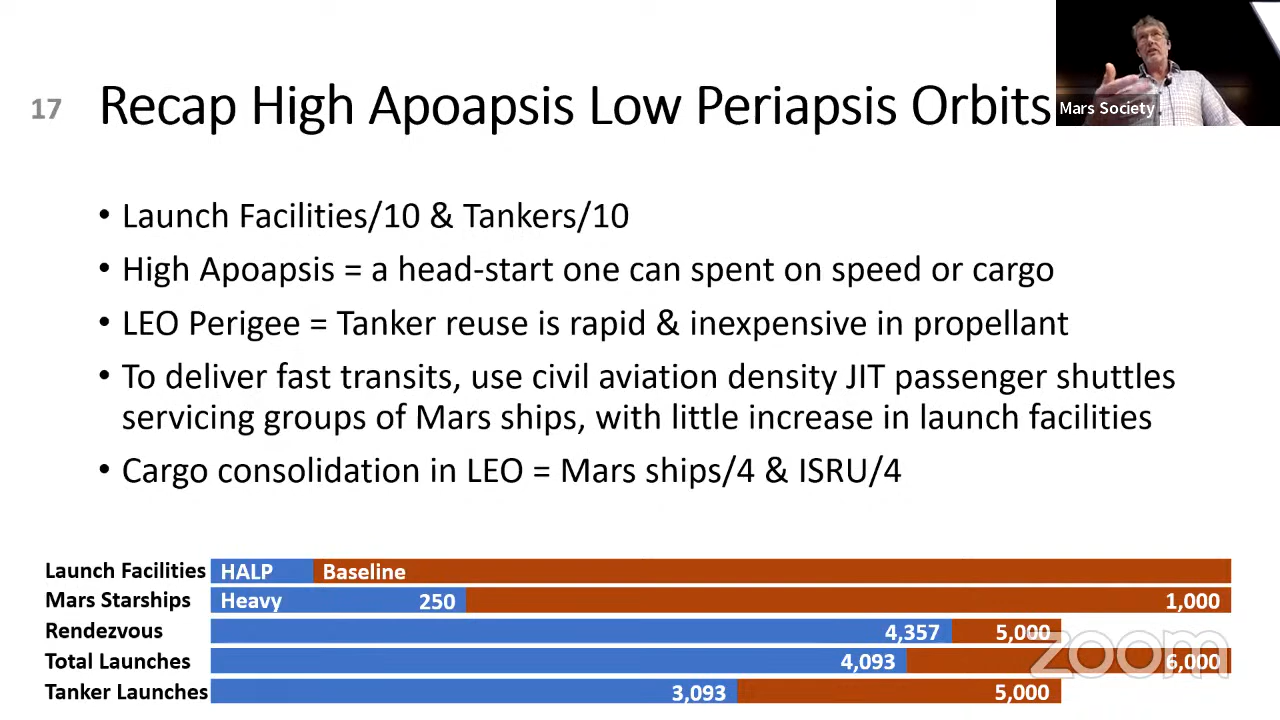 17 Recap High Apoapsis Low Periapsis Orbits
Mars Society
• Launch Facilities/10 & Tankers/10
• High Apoapsis = a head-start one can spent on speed or cargo
• LEO Perigee = Tanker reuse is rapid & inexpensive in propellant
• To deliver fast transits, use civil aviation density JIT passenger shuttles
servicing groups of Mars ships, with little increase in launch facilities
• Cargo consolidation in LEO = Mars ships/4 & ISRU/4
Launch Facilities HALP Baseline
Mars Starships Heavy 250 1,000
Rendezvous 4,357 5,000
Total Launches 4,093 6,000
Tanker Launches 3,093 5,000
zoom